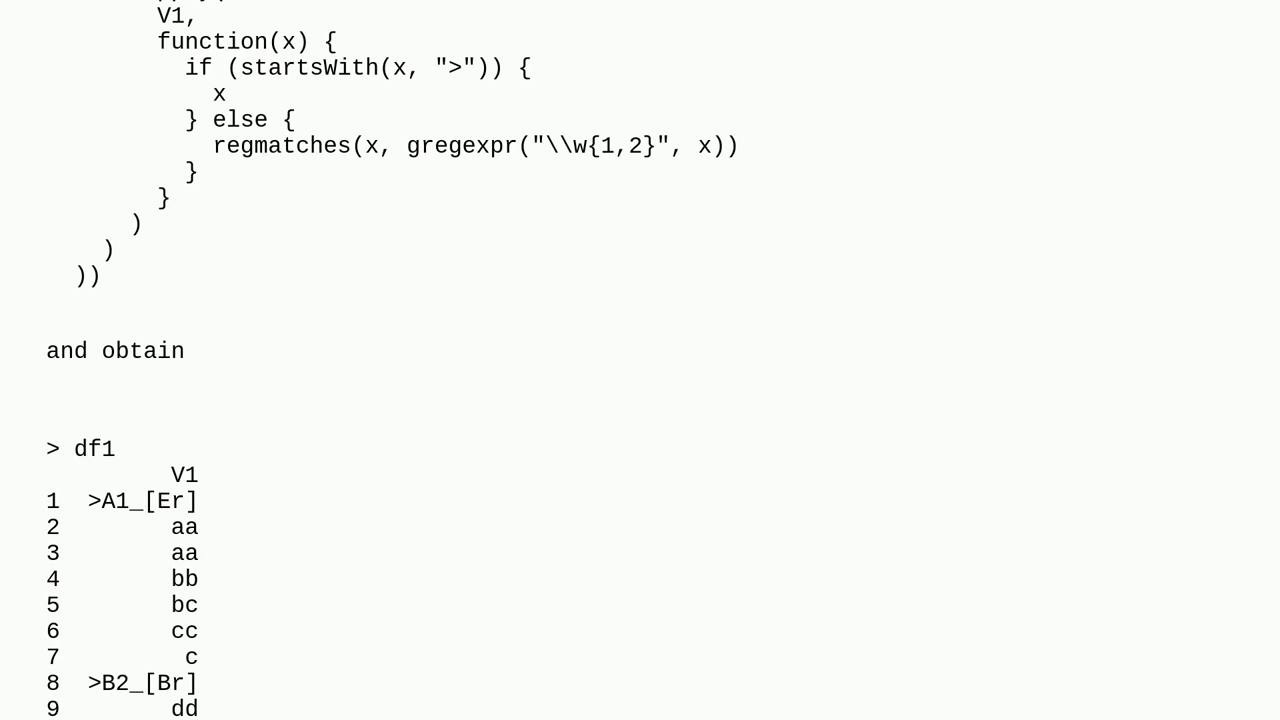 V1,
function(x) {
if (startsWith(x, ">")) {
x
} else {
regmatches(x, gregexpr("\\w{1,2}", x))
}
}
)
)
))
and obtain
> df1
V1
1 >A1_[Er]
2 aa
3 aa
4 bb
5 bc
6 cc
7 c
8 >B2_[Br]
9 dd